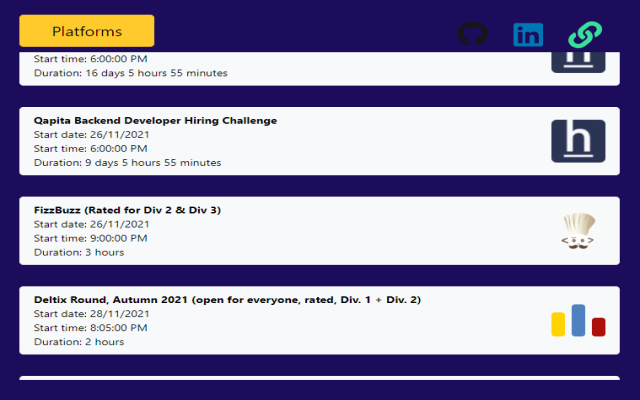 Platforms
in
Start time: 6:00:00 PM
Duration: 16 days 5 hours 55 minutes
h
Qapita Backend Developer Hiring Challenge
Start date: 26/11/2021
Start time: 6:00:00 PM
Duration: 9 days 5 hours 55 minutes
h
FizzBuzz (Rated for Div 2 & Div 3)
Start date: 26/11/2021
Start time: 9:00:00 PM
Duration: 3 hours
Deltix Round, Autumn 2021 (open for everyone, rated, Div. 1 + Div. 2)
Start date: 28/11/2021
Start time: 8:05:00 PM
Duration: 2 hours